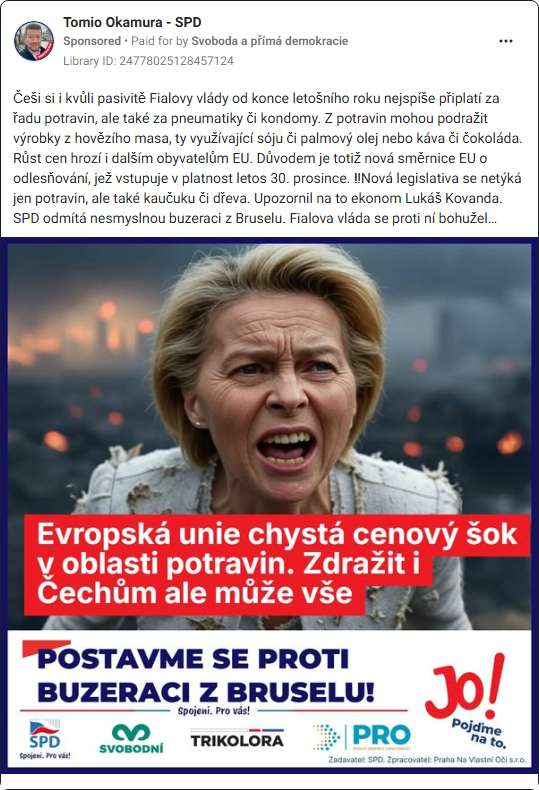 Tomio Okamura - SPD
Sponsored • Paid for by Svoboda a přímá demokracie
Library ID: 24778025128457124
Češi si i kvůli pasivitě Fialovy vlády od konce letošního roku nejspíše připlatí za
řadu potravin, ale také za pneumatiky či kondomy. Z potravin mohou podražit
výrobky z hovězího masa, ty využívající sóju či palmový olej nebo káva či čokoláda.
Růst cen hrozí i dalším obyvatelům EU. Důvodem je totiž nová směrnice EU o
odlesňování, jež vstupuje v platnost letos 30. prosince. ‼Nová legislativa se netýká
jen potravin, ale také kaučuku či dřeva. Upozornil na to ekonom Lukáš Kovanda.
SPD odmítá nesmyslnou buzeraci z Bruselu. Fialova vláda se proti ní bohužel...
Evropská unie chystá cenový šok
v oblasti potravin. Zdražit i
Čechům ale může vše
POSTAVME SE PROTI
BUZERACI Z BRUSELU!
Spojeni. Pro vás!
Jo!
Pojďme
na to.
SPD
Spojeni. Pro vás!
SVOBODNÍ
TRIKOLORA
PRO
Zadavatel: SPD. Zpracovatel: Praha Na Vlastní Oči s.r.o.